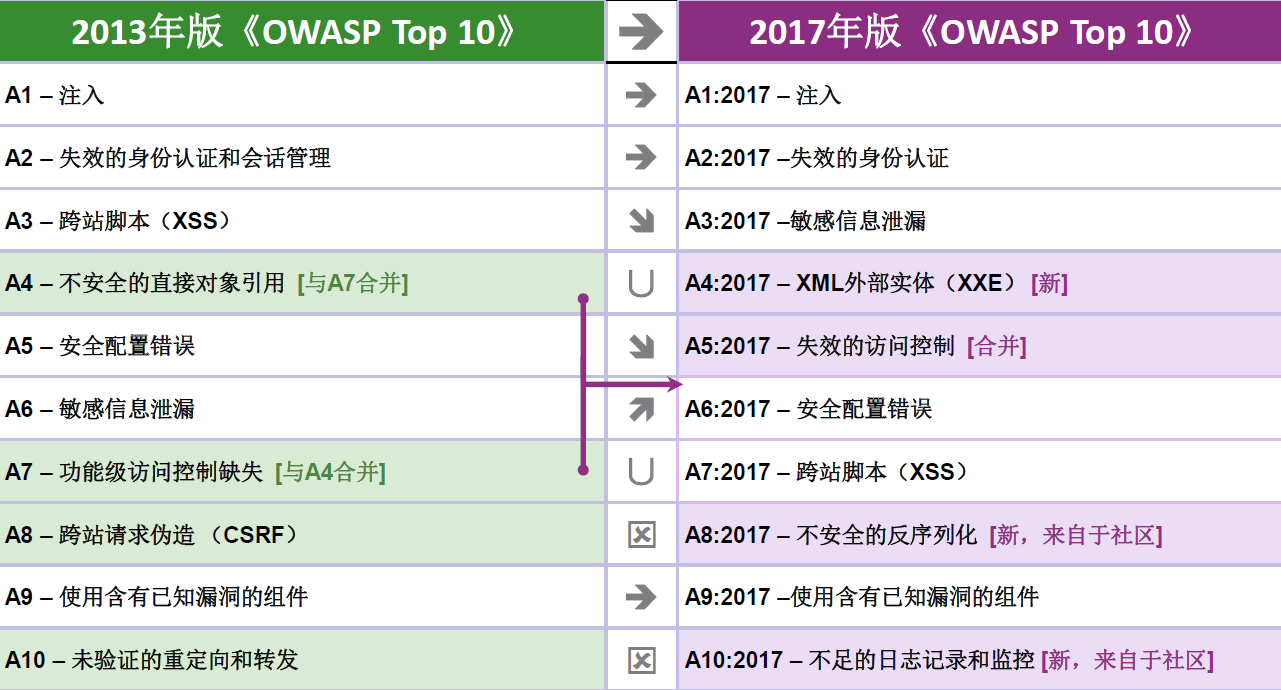 2013年版《OWASP Top 10》 2017年版《OWASP Top 10》
A1 – 注入 A1:2017 – 注入
A2 – 失效的身份认证和会话管理 A2:2017 –失效的身份认证
A3 – 跨站脚本（XSS） A3:2017 –敏感信息泄漏
A4 – 不安全的直接对象引用 [与A7合并] A4:2017 – XML外部实体（XXE） [新]
A5 – 安全配置错误 A5:2017 – 失效的访问控制 [合并]
A6 – 敏感信息泄漏 A6:2017 – 安全配置错误
A7 – 功能级访问控制缺失 [与A4合并] A7:2017 – 跨站脚本（XSS）
A8 – 跨站请求伪造 （CSRF） A8:2017 – 不安全的反序列化 [新，来自于社区]
A9 – 使用含有已知漏洞的组件 A9:2017 –使用含有已知漏洞的组件
A10 – 未验证的重定向和转发 A10:2017 – 不足的日志记录和监控 [新，来自于社区]